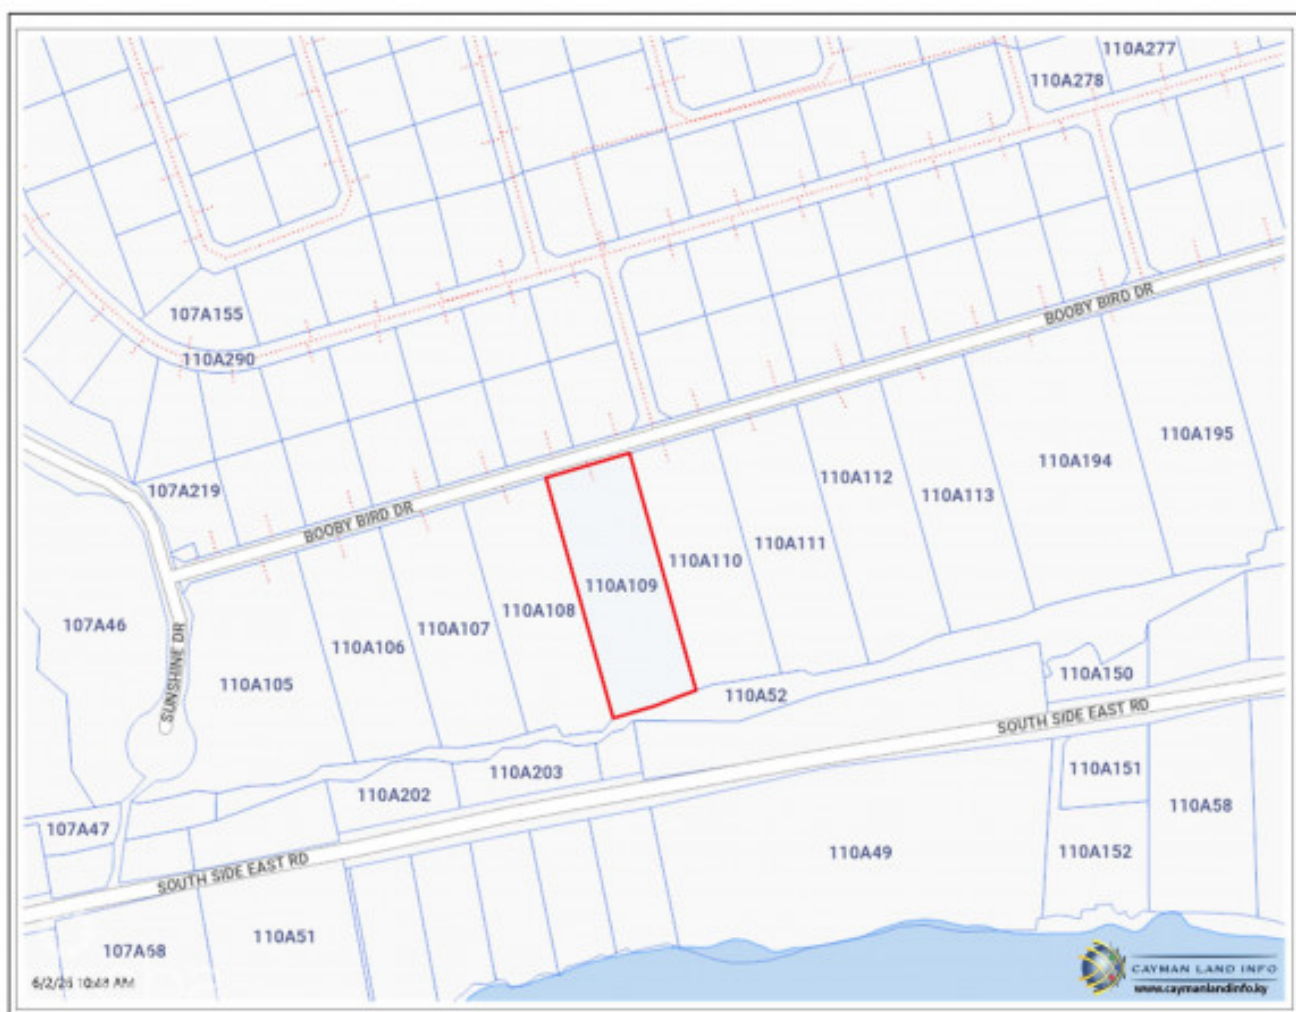 110A277
110A278
107A155
110A290
BOOBY BIRD DR
110A195
110A194
110A112
110A113
107A219
BOOBY BIRD DR
110A111
110A110
110A109
110A108
107A46
110A107
110A106
SUNSHINE DR
110A105
110A150
110A52
SOUTH SIDE EAST RD
110A151
110A203
110A202
110A58
107A47
110A49
110A152
SOUTH SIDE EAST RD
110A51
107A68
CAYMAN LAND INFO
www.caymanlandinfo.ky